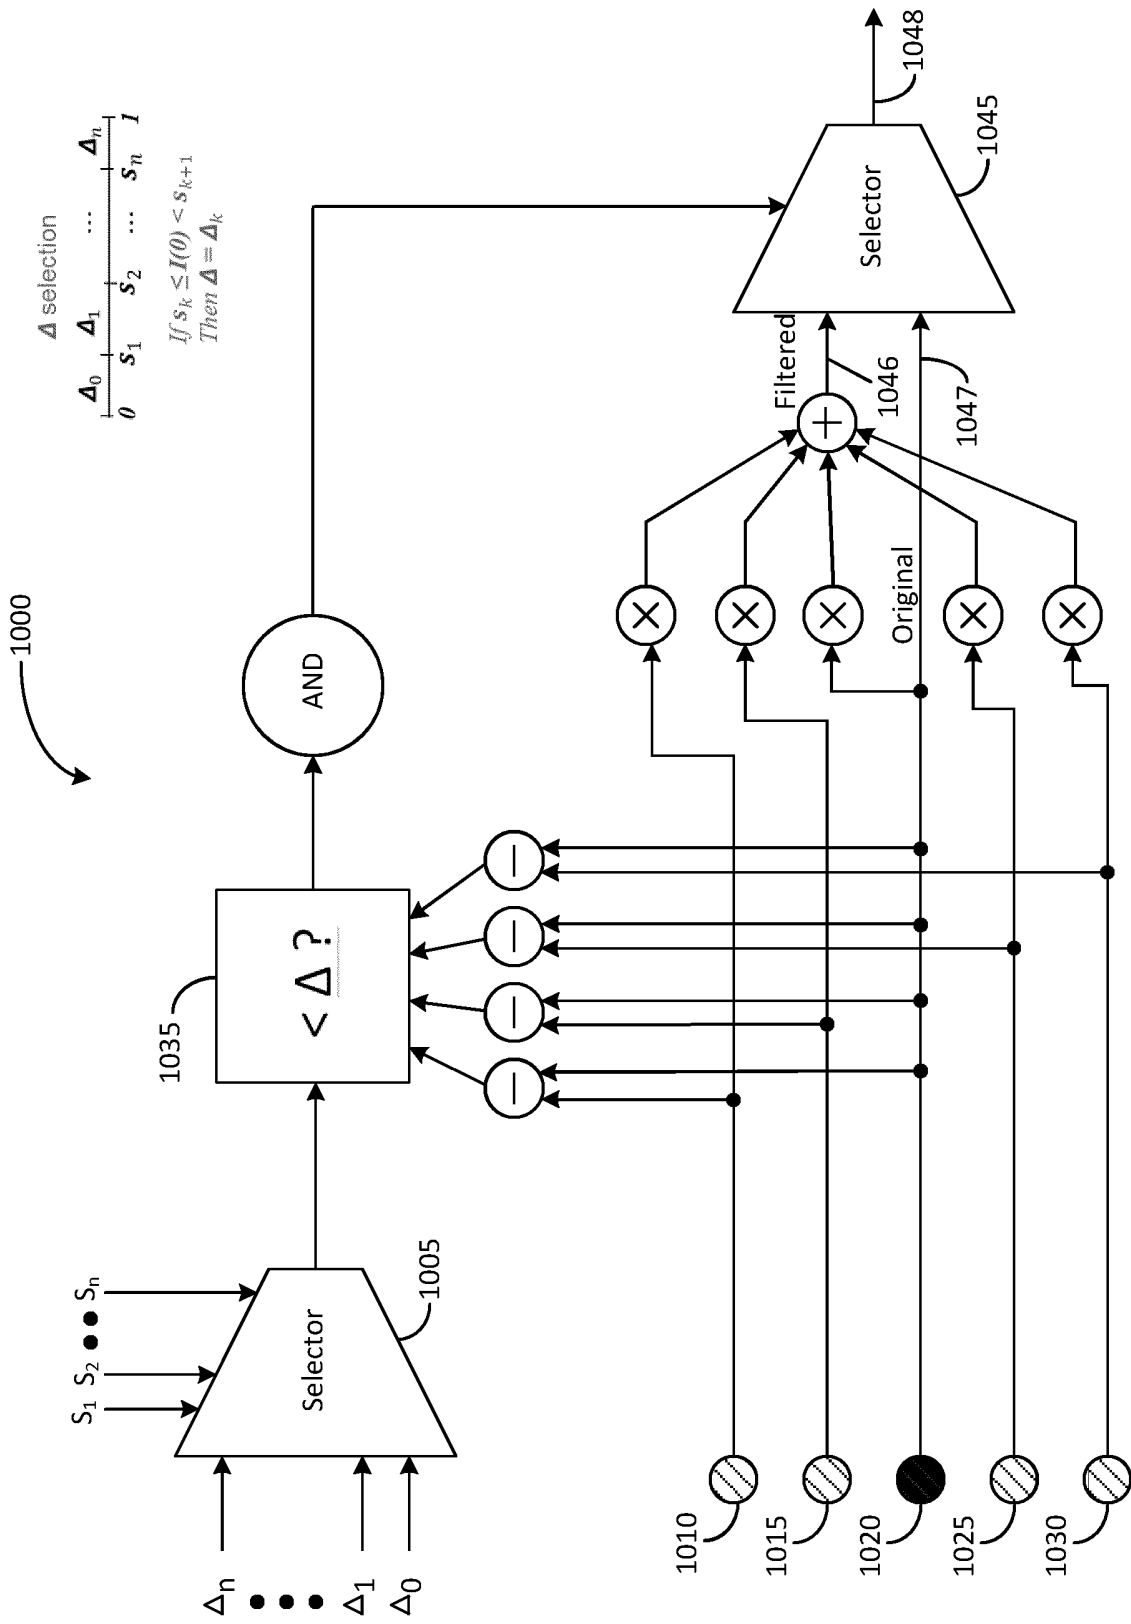 1000
Δ selection
Δ0 Δ1 ... Δn
0 s1 s2 ... sn 1
If sk ≤ I(0) < sk+1
Then Δ = Δk
S1 S2 Sn
Δn
Δ1
Δ0
Selector
1005
1035
< Δ ?
AND
1010
1015
1020
1025
1030
×
×
×
×
×
Original
+
Filtered
1046
1047
Selector
1045
1048